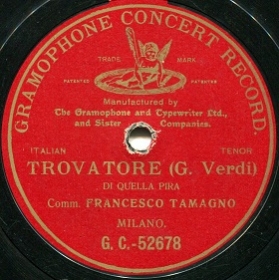 GRAMOPHONE CONCERT RECORD.
TRADE MARK
PATENTED PATENTED
Manufactured by
The Gramophone and Typewriter Ltd.,
and Sister Companies.
ITALIAN TENOR
TROVATORE (G. Verdi)
DI QUELLA PIRA
Comm. FRANCESCO TAMAGNO
MILANO.
G. C.-52678